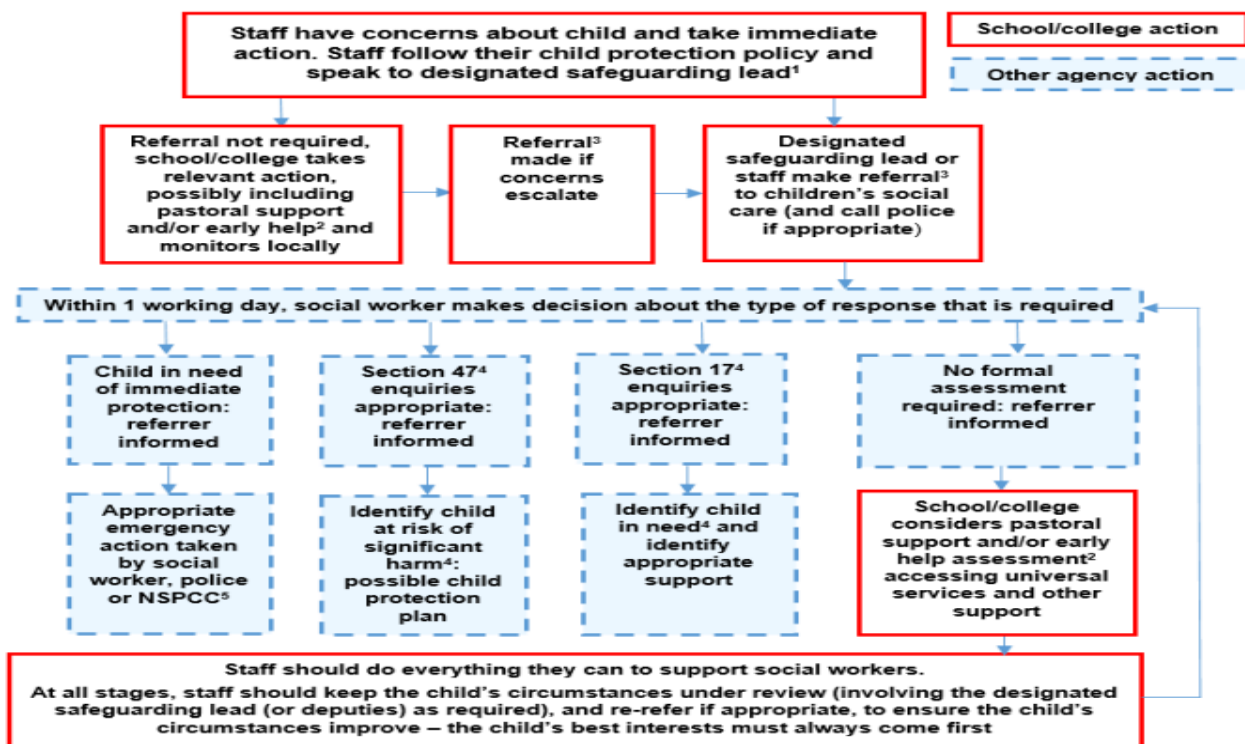 Staff have concerns about child and take immediate
action. Staff follow their child protection policy and
speak to designated safeguarding lead¹
School/college action
Other agency action
Referral not required,
school/college takes
relevant action,
possibly including
pastoral support
and/or early help² and
monitors locally
Referral³
made if
concerns
escalate
Designated
safeguarding lead or
staff make referral³
to children's social
care (and call police
if appropriate)
Within 1 working day, social worker makes decision about the type of response that is required
Child in need
of immediate
protection:
referrer
informed
Section 47⁴
enquiries
appropriate:
referrer
informed
Section 17⁴
enquiries
appropriate:
referrer
informed
No formal
assessment
required: referrer
informed
Appropriate
emergency
action taken
by social
worker, police
or NSPCC⁵
Identify child
at risk of
significant
harm⁴:
possible child
protection
plan
Identify child
in need⁴ and
identify
appropriate
support
School/college
considers pastoral
support and/or early
help assessment²
accessing universal
services and other
support
Staff should do everything they can to support social workers.
At all stages, staff should keep the child's circumstances under review (involving the designated
safeguarding lead (or deputies) as required), and re-refer if appropriate, to ensure the child's
circumstances improve – the child's best interests must always come first